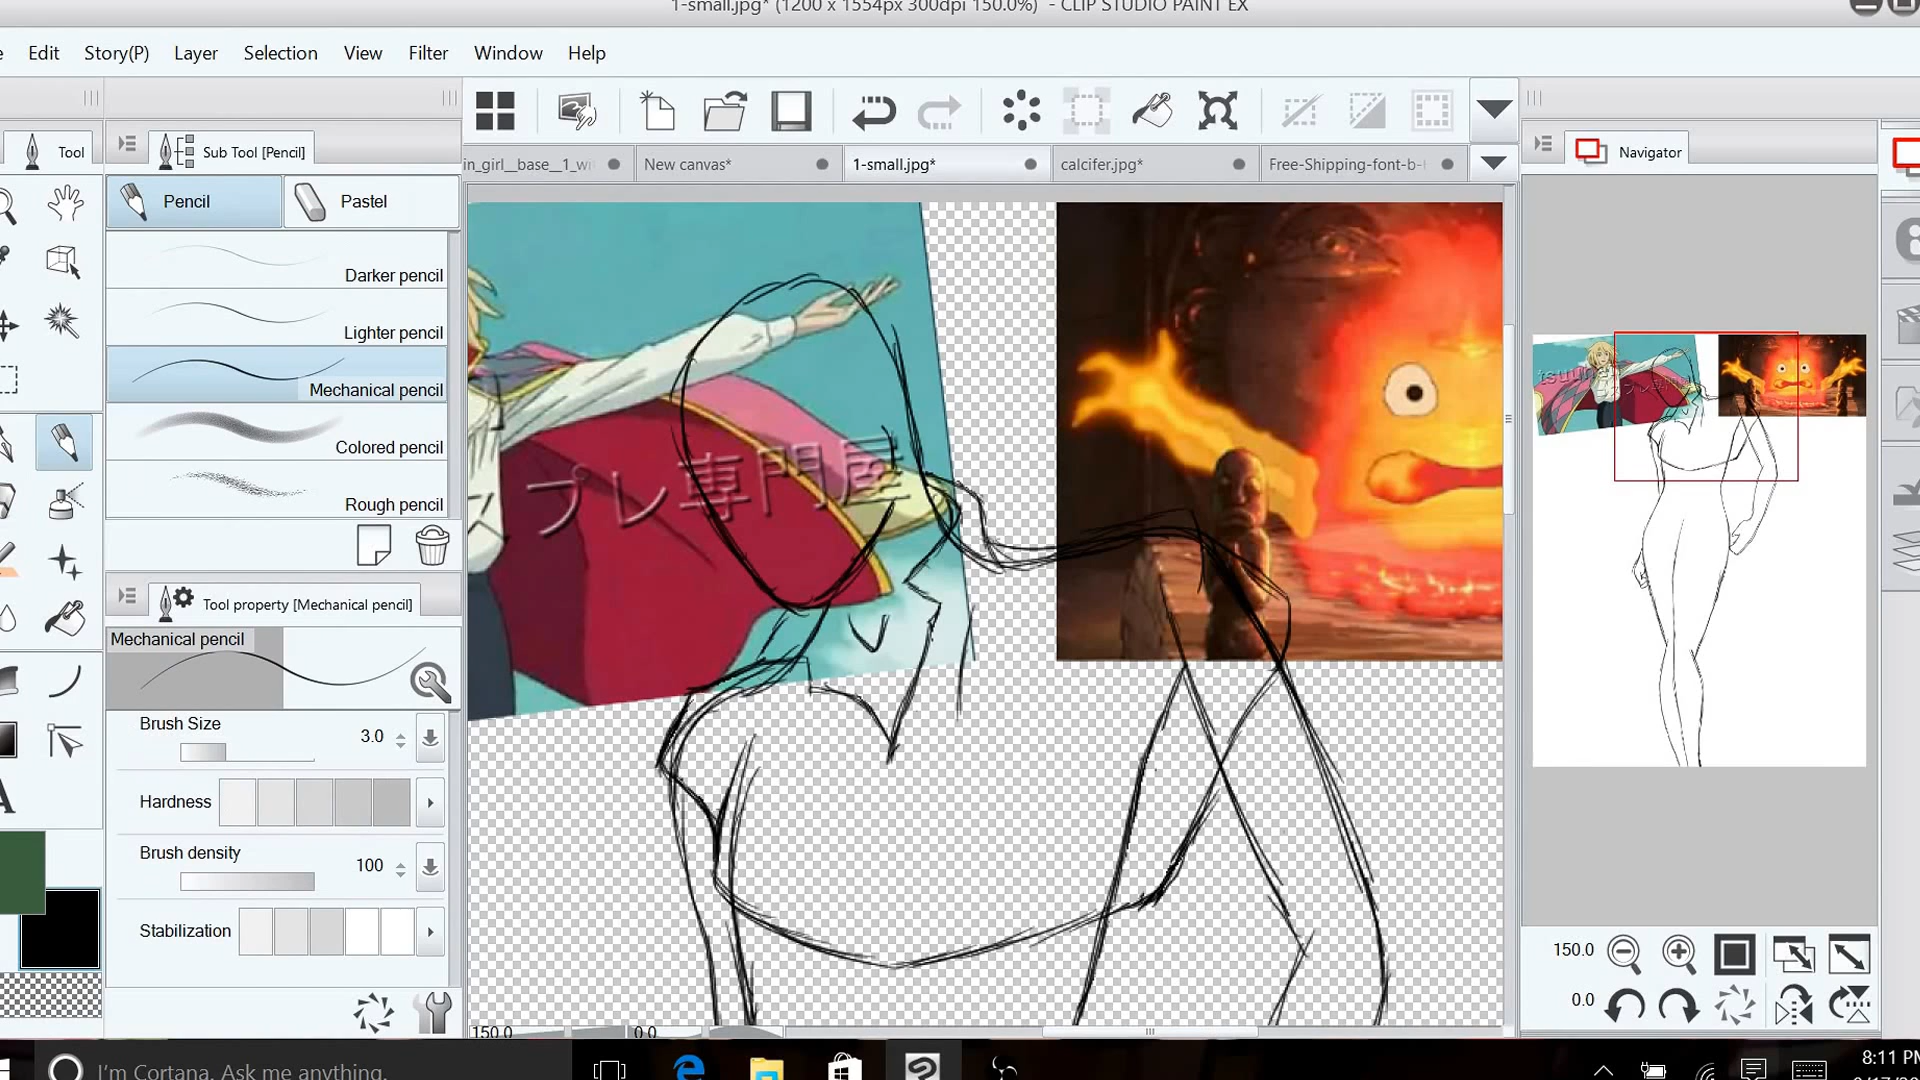 1-small.jpg* (1200 x 1554px 300dpi 150.0%) - CLIP STUDIO PAINT EX
Edit Story(P) Layer Selection View Filter Window Help
Tool
Sub Tool [Pencil]
in_girl__base__1_wi
New canvas*
1-small.jpg*
calcifer.jpg*
Free-Shipping-font-b-
Navigator
Pencil
Pastel
Darker pencil
Lighter pencil
Mechanical pencil
Colored pencil
Rough pencil
スプレ専門屋
Tool property [Mechanical pencil]
Mechanical pencil
Brush Size 3.0
Hardness
Brush density 100
Stabilization
150.0
0.0
150.0 0.0
I'm Cortana. Ask me anything.
8:11 PM